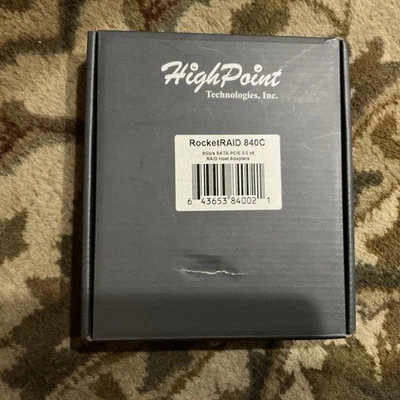 HighPoint
Technologies, Inc.
RocketRAID 840C
6Gb/s SATA PCIE 3.0 x8
RAID Host Adapters
6 43653 84002 1